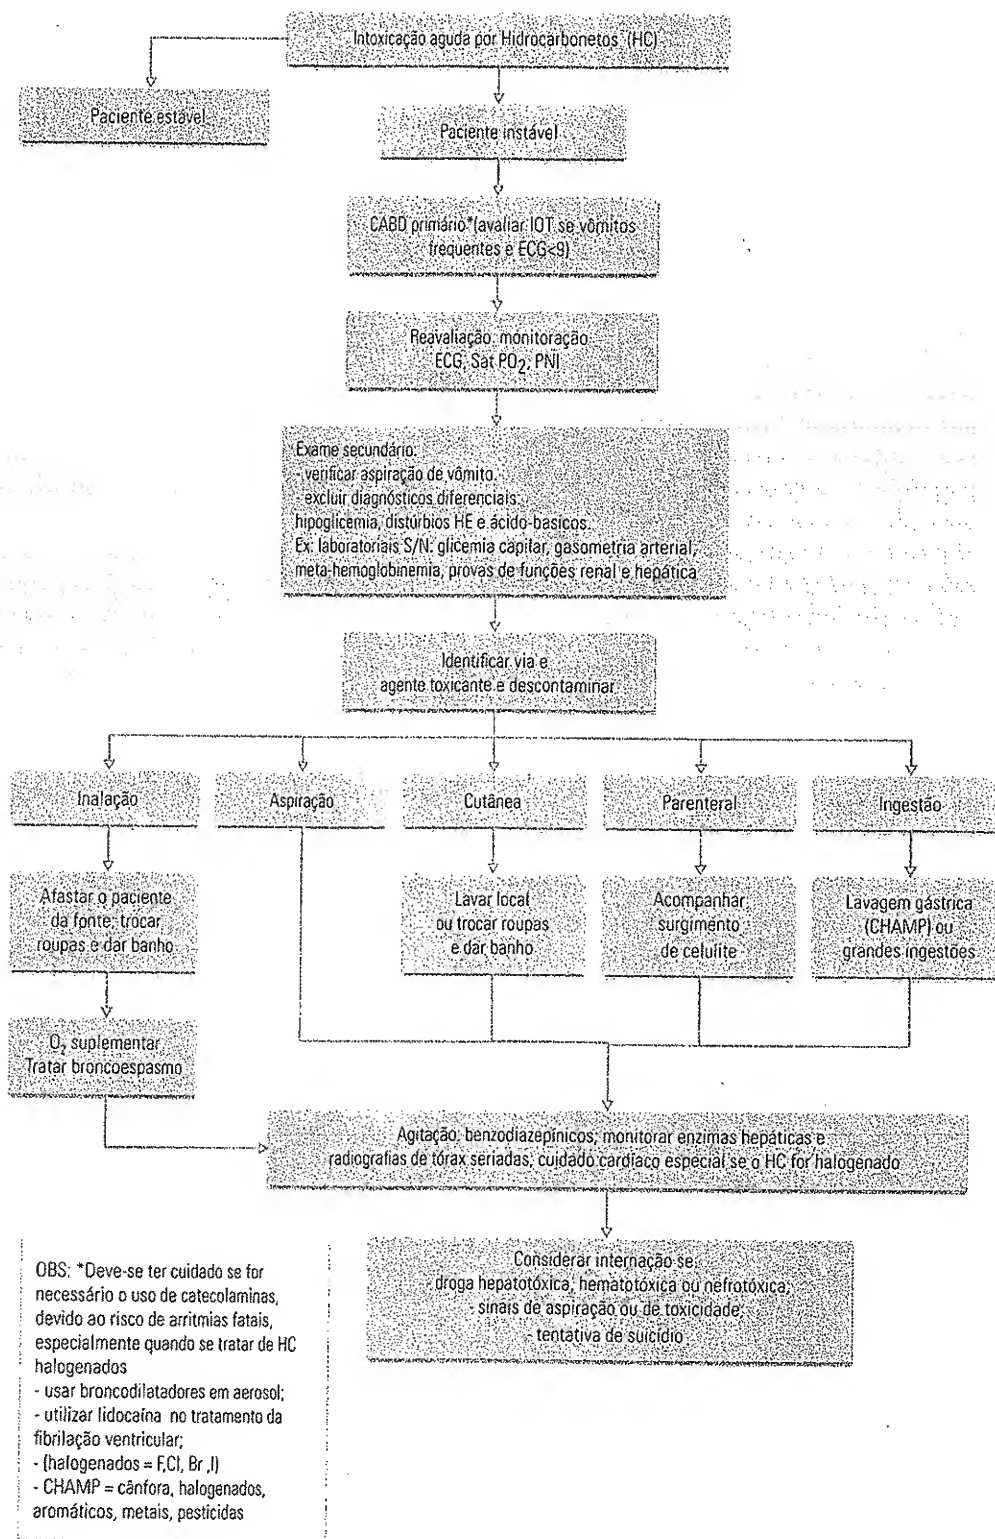 Intoxicação aguda por Hidrocarbonetos (HC)
Paciente estável
Paciente instável
CABD primário*(avaliar IOT se vômitos
frequentes e ECG<9)
Reavaliação: monitoração
ECG, Sat PO2, PNI
Exame secundário:
- verificar aspiração de vômito.
- excluir diagnósticos diferenciais:
hipoglicemia, distúrbios HE e ácido-basicos.
Ex: laboratoriais S/N: glicemia capilar, gasometria arterial,
meta-hemoglobinemia, provas de funções renal e hepática
Identificar via e
agente toxicante e descontaminar
Inalação
Aspiração
Cutânea
Parenteral
Ingestão
Afastar o paciente
da fonte; trocar
roupas e dar banho
Lavar local
ou trocar roupas
e dar banho
Acompanhar
surgimento
de celulite
Lavagem gástrica
(CHAMP) ou
grandes ingestões
O2 suplementar
Tratar broncoespasmo
Agitação: benzodiazepínicos; monitorar enzimas hepáticas e
radiografias de tórax seriadas; cuidado cardíaco especial se o HC for halogenado
Considerar internação se:
- droga hepatotóxica, hematotóxica ou nefrotóxica;
- sinais de aspiração ou de toxicidade;
- tentativa de suicídio
OBS: *Deve-se ter cuidado se for
necessário o uso de catecolaminas,
devido ao risco de arritmias fatais,
especialmente quando se tratar de HC
halogenados
- usar broncodilatadores em aerosol;
- utilizar lidocaína no tratamento da
fibrilação ventricular;
- (halogenados = F,Cl, Br ,I)
- CHAMP = cânfora, halogenados,
aromáticos, metais, pesticidas